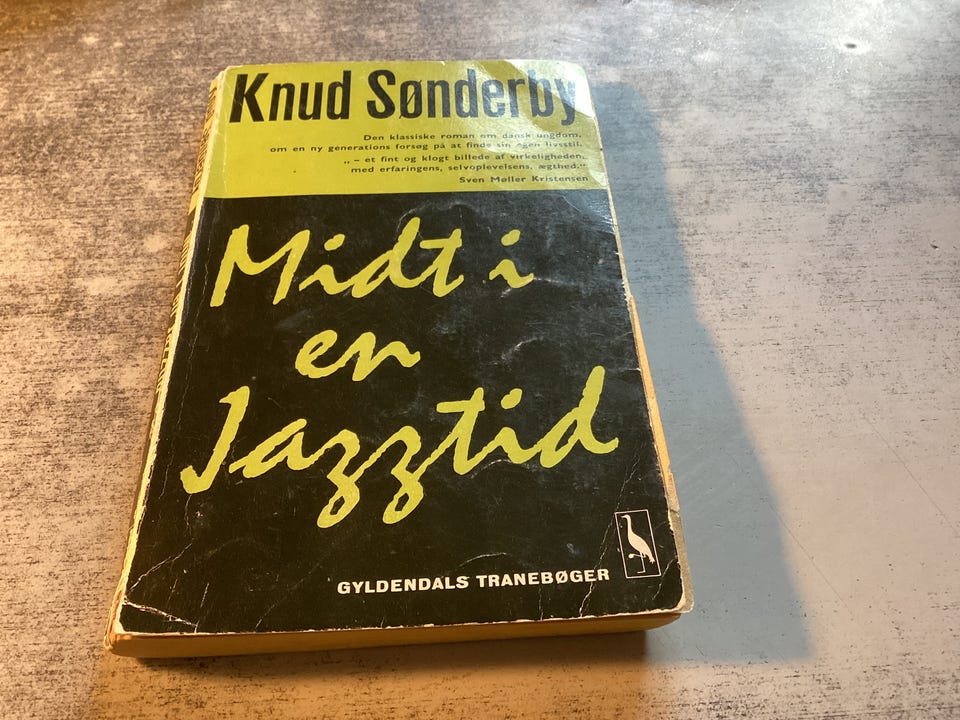 Knud Sønderby
Den klassiske roman om dansk ungdom,
om en ny generations forsøg på at finde sin egen livsstil.
„ – et fint og klogt billede af virkeligheden,
med erfaringens, selvoplevelsens, ægthed.“
Sven Møller Kristensen
Midt i
en
Jazztid
GYLDENDALS TRANEBØGER